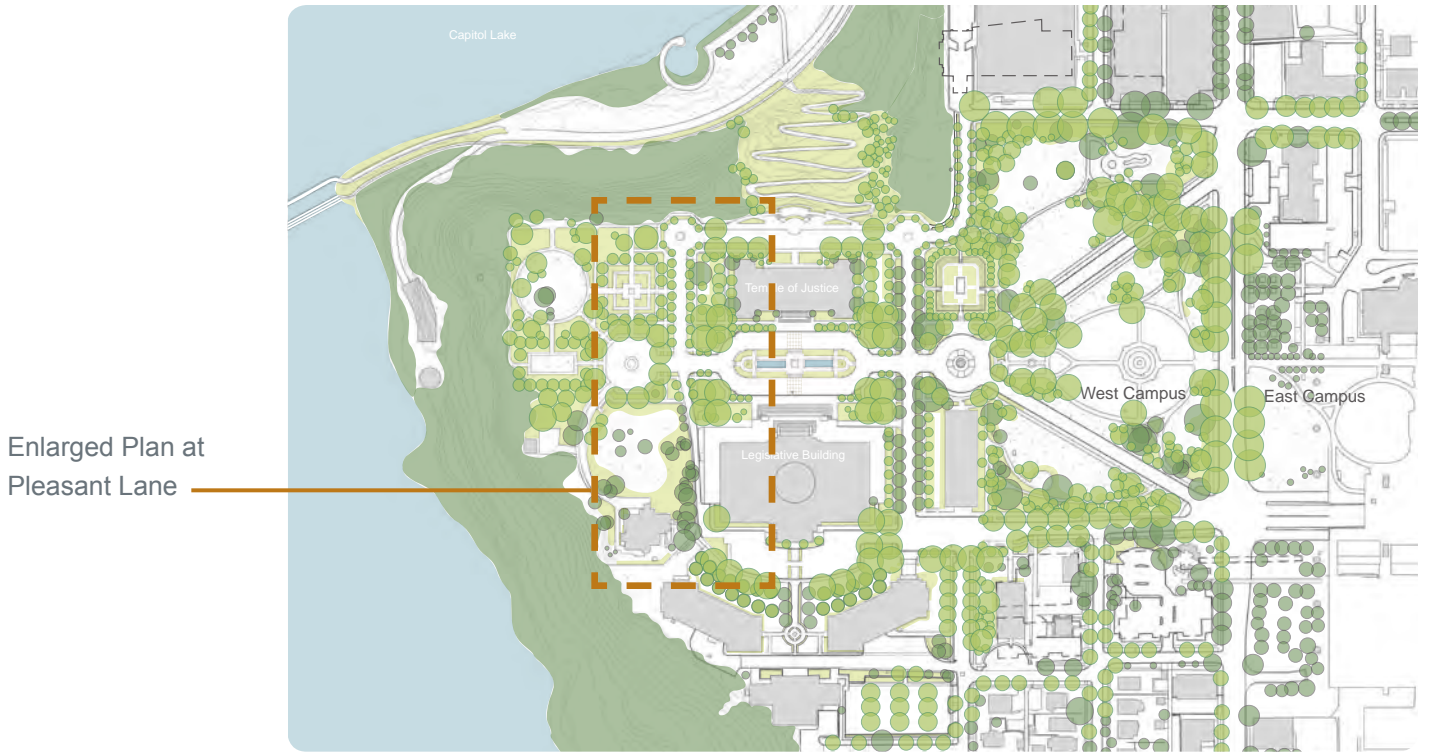 Capitol Lake
Temple of Justice
West Campus
East Campus
Enlarged Plan at
Pleasant Lane
Legislative Building